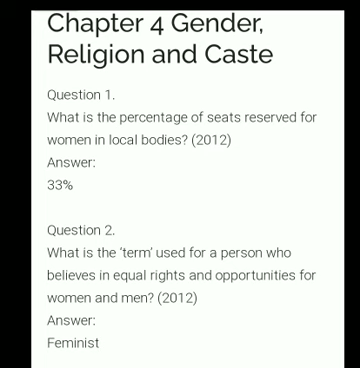 Chapter 4 Gender,
Religion and Caste
Question 1.
What is the percentage of seats reserved for
women in local bodies? (2012)
Answer:
33%
Question 2.
What is the ‘term’ used for a person who
believes in equal rights and opportunities for
women and men? (2012)
Answer:
Feminist